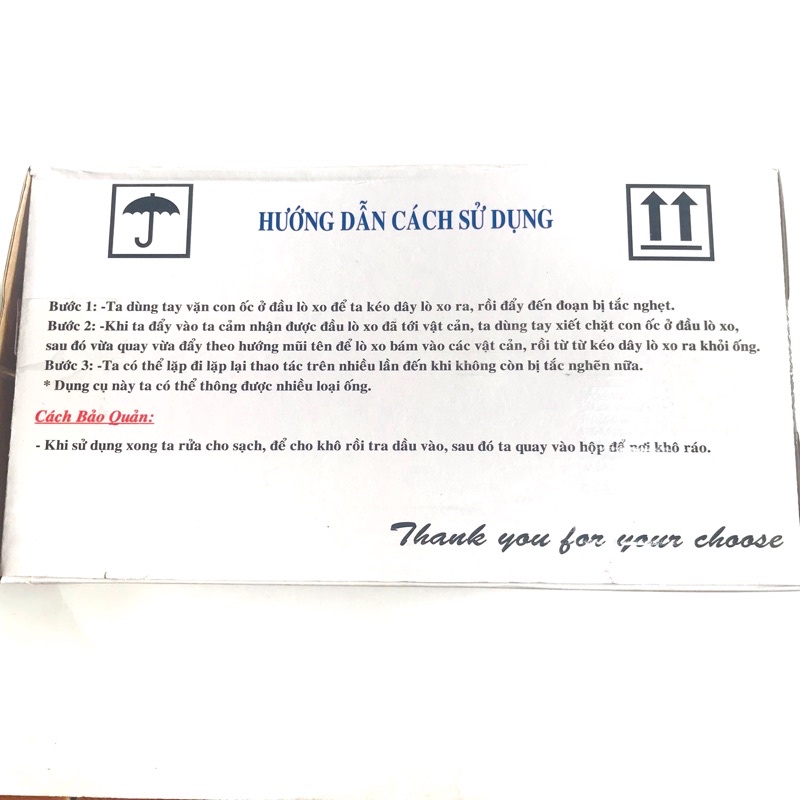 HƯỚNG DẪN CÁCH SỬ DỤNG
Bước 1: -Ta dùng tay vặn con ốc ở đầu lò xo để ta kéo dây lò xo ra, rồi đẩy đến đoạn bị tắc nghẹt.
Bước 2: -Khi ta đẩy vào ta cảm nhận được đầu lò xo đã tới vật cản, ta dùng tay xiết chặt con ốc ở đầu lò xo,
sau đó vừa quay vừa đẩy theo hướng mũi tên để lò xo bám vào các vật cản, rồi từ từ kéo dây lò xo ra khỏi ống.
Bước 3: -Ta có thể lặp đi lặp lại thao tác trên nhiều lần đến khi không còn bị tắc nghẽn nữa.
* Dụng cụ này ta có thể thông được nhiều loại ống.
Cách Bảo Quản:
- Khi sử dụng xong ta rửa cho sạch, để cho khô rồi tra dầu vào, sau đó ta quay vào hộp để nơi khô ráo.
Thank you for your choose